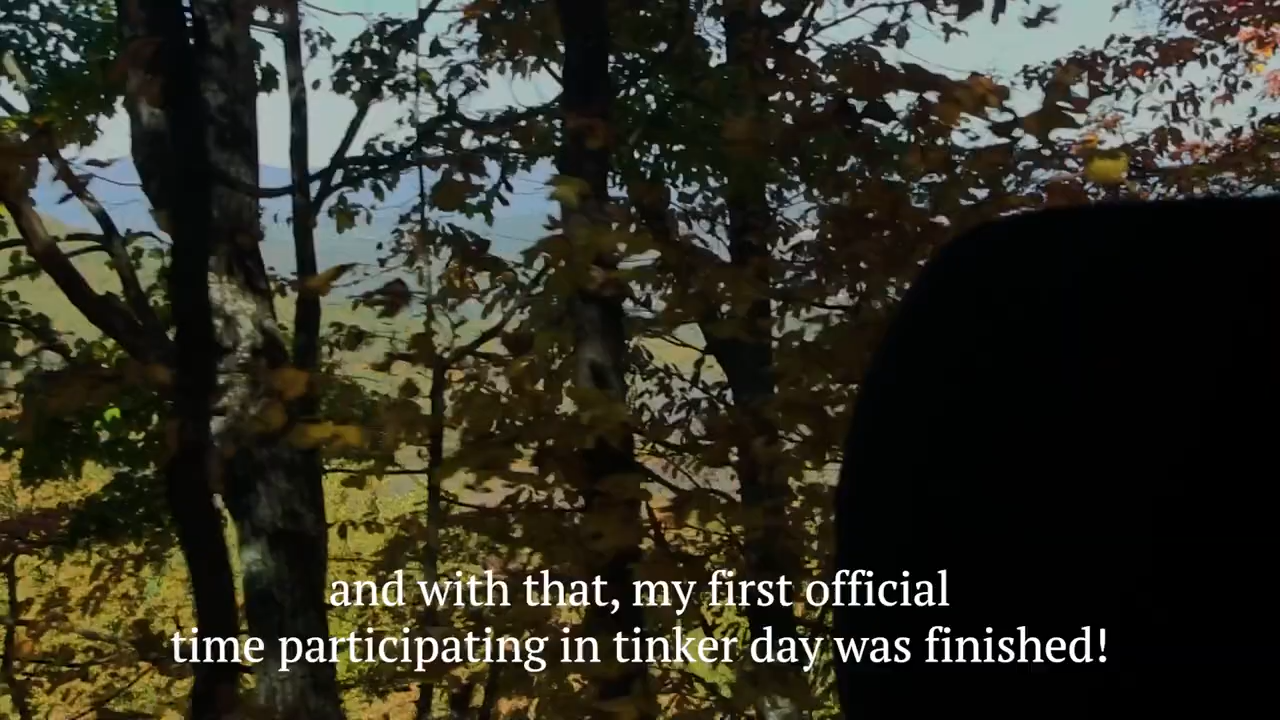 and with that, my first official
time participating in tinker day was finished!